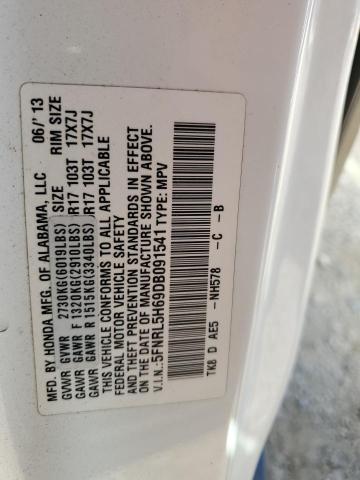 MFD. BY HONDA MFG. OF ALABAMA, LLC 06/'13
GVWR 2730KG(6019LBS) SIZE RIM SIZE
GAWR F 1320KG(2910LBS) R17 103T 17X7J
GAWR R 1515KG(3340LBS) R17 103T 17X7J
THIS VEHICLE CONFORMS TO ALL APPLICABLE
FEDERAL MOTOR VEHICLE SAFETY
AND THEFT PREVENTION STANDARDS IN EFFECT
ON THE DATE OF MANUFACTURE SHOWN ABOVE.
V.I.N.: 5FNRL5H69DB091541 TYPE: MPV
TK8 D AE5 -NH578 -C -B